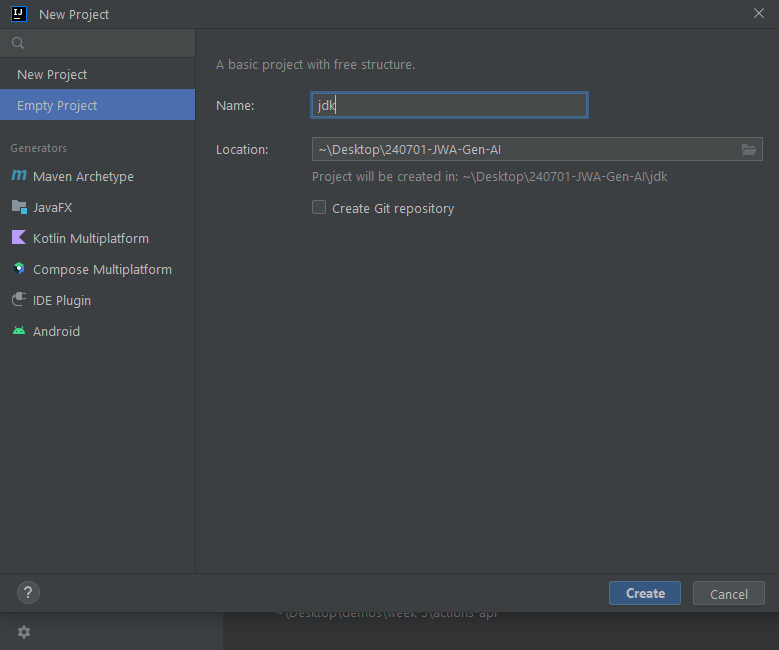 New Project
New Project
Empty Project
Generators
Maven Archetype
JavaFX
Kotlin Multiplatform
Compose Multiplatform
IDE Plugin
Android
A basic project with free structure.
Name: jdk
Location: ~\Desktop\240701-JWA-Gen-AI
Project will be created in: ~\Desktop\240701-JWA-Gen-AI\jdk
Create Git repository
?
Create Cancel
~\Desktop\demos\week-5\actions-api